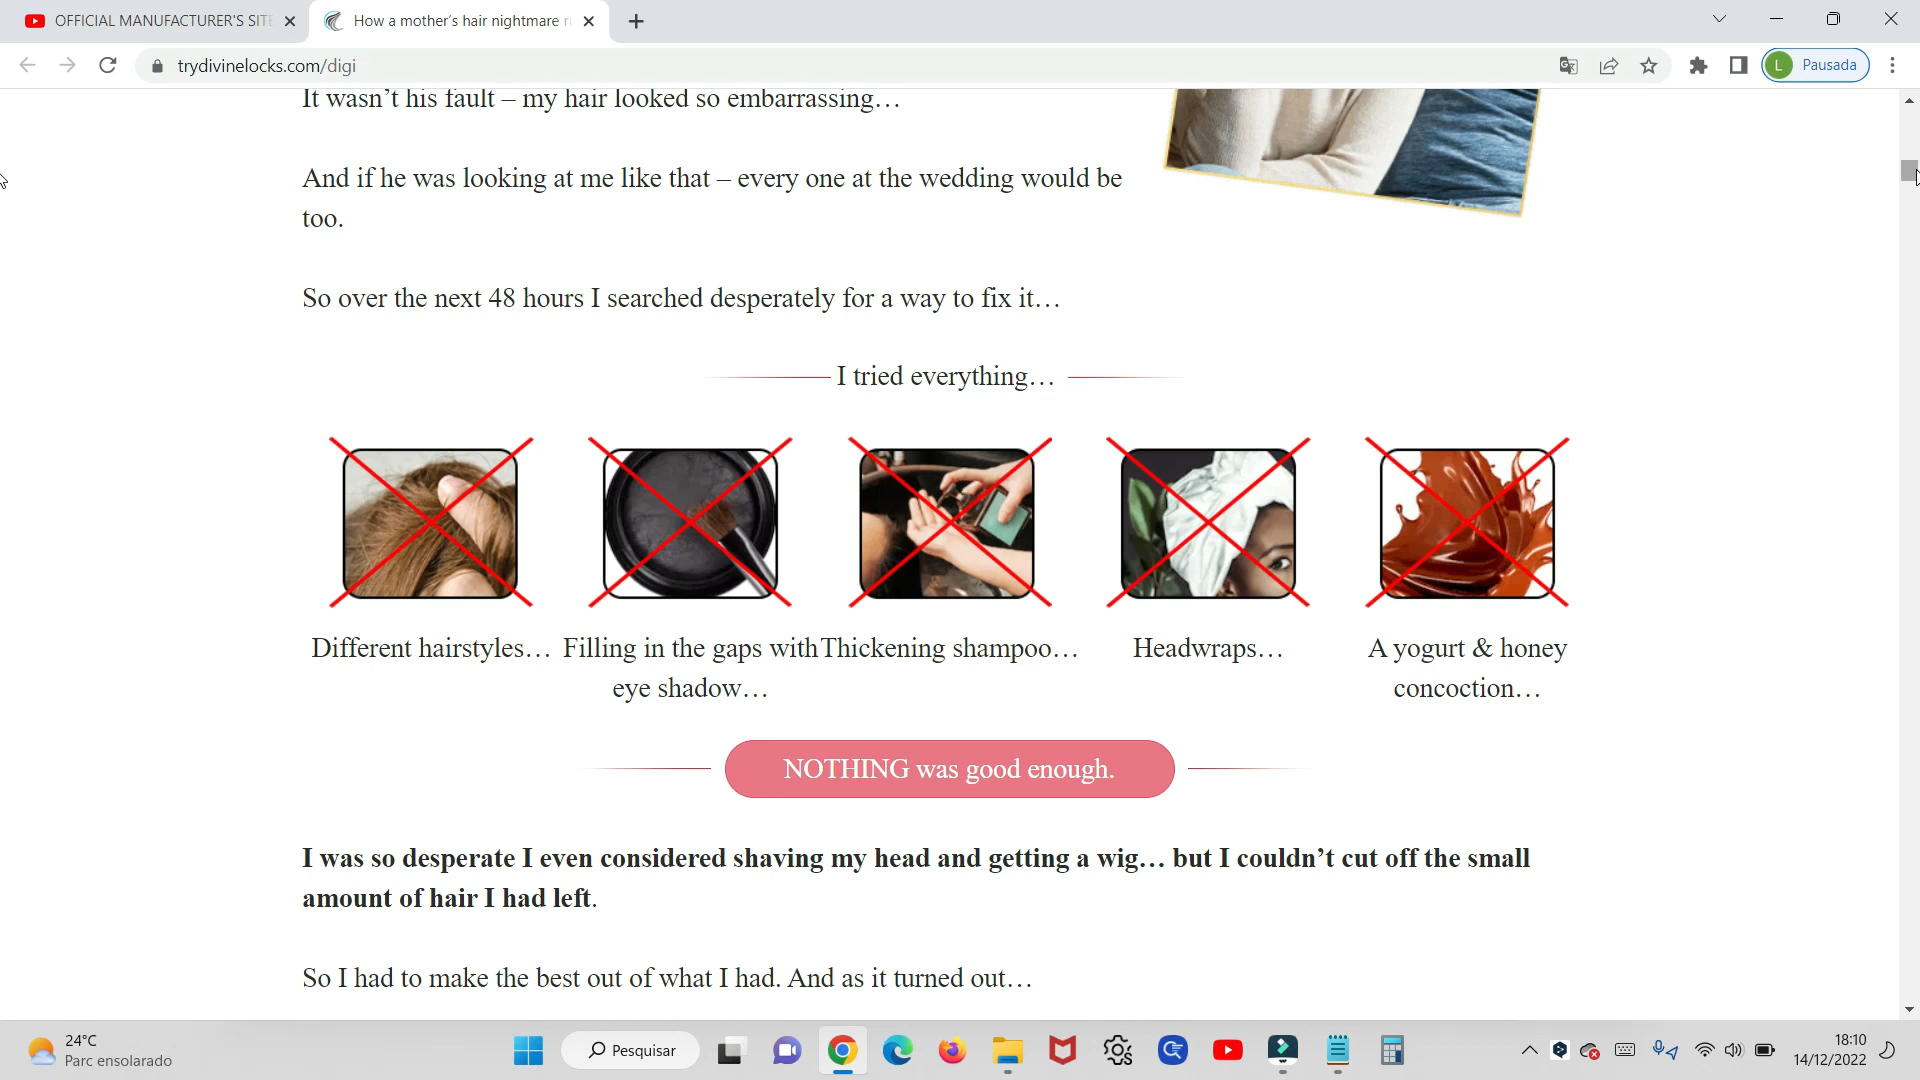 OFFICIAL MANUFACTURER'S SITE
How a mother's hair nightmare
trydivinelocks.com/digi
L Pausada
It wasn't his fault – my hair looked so embarrassing…
And if he was looking at me like that – every one at the wedding would be
too.
So over the next 48 hours I searched desperately for a way to fix it…
I tried everything…
Different hairstyles…
Filling in the gaps with
eye shadow…
Thickening shampoo…
Headwraps…
A yogurt & honey
concoction…
NOTHING was good enough.
I was so desperate I even considered shaving my head and getting a wig… but I couldn't cut off the small
amount of hair I had left.
So I had to make the best out of what I had. And as it turned out…
24°C
Parc ensolarado
Pesquisar
18:10
14/12/2022